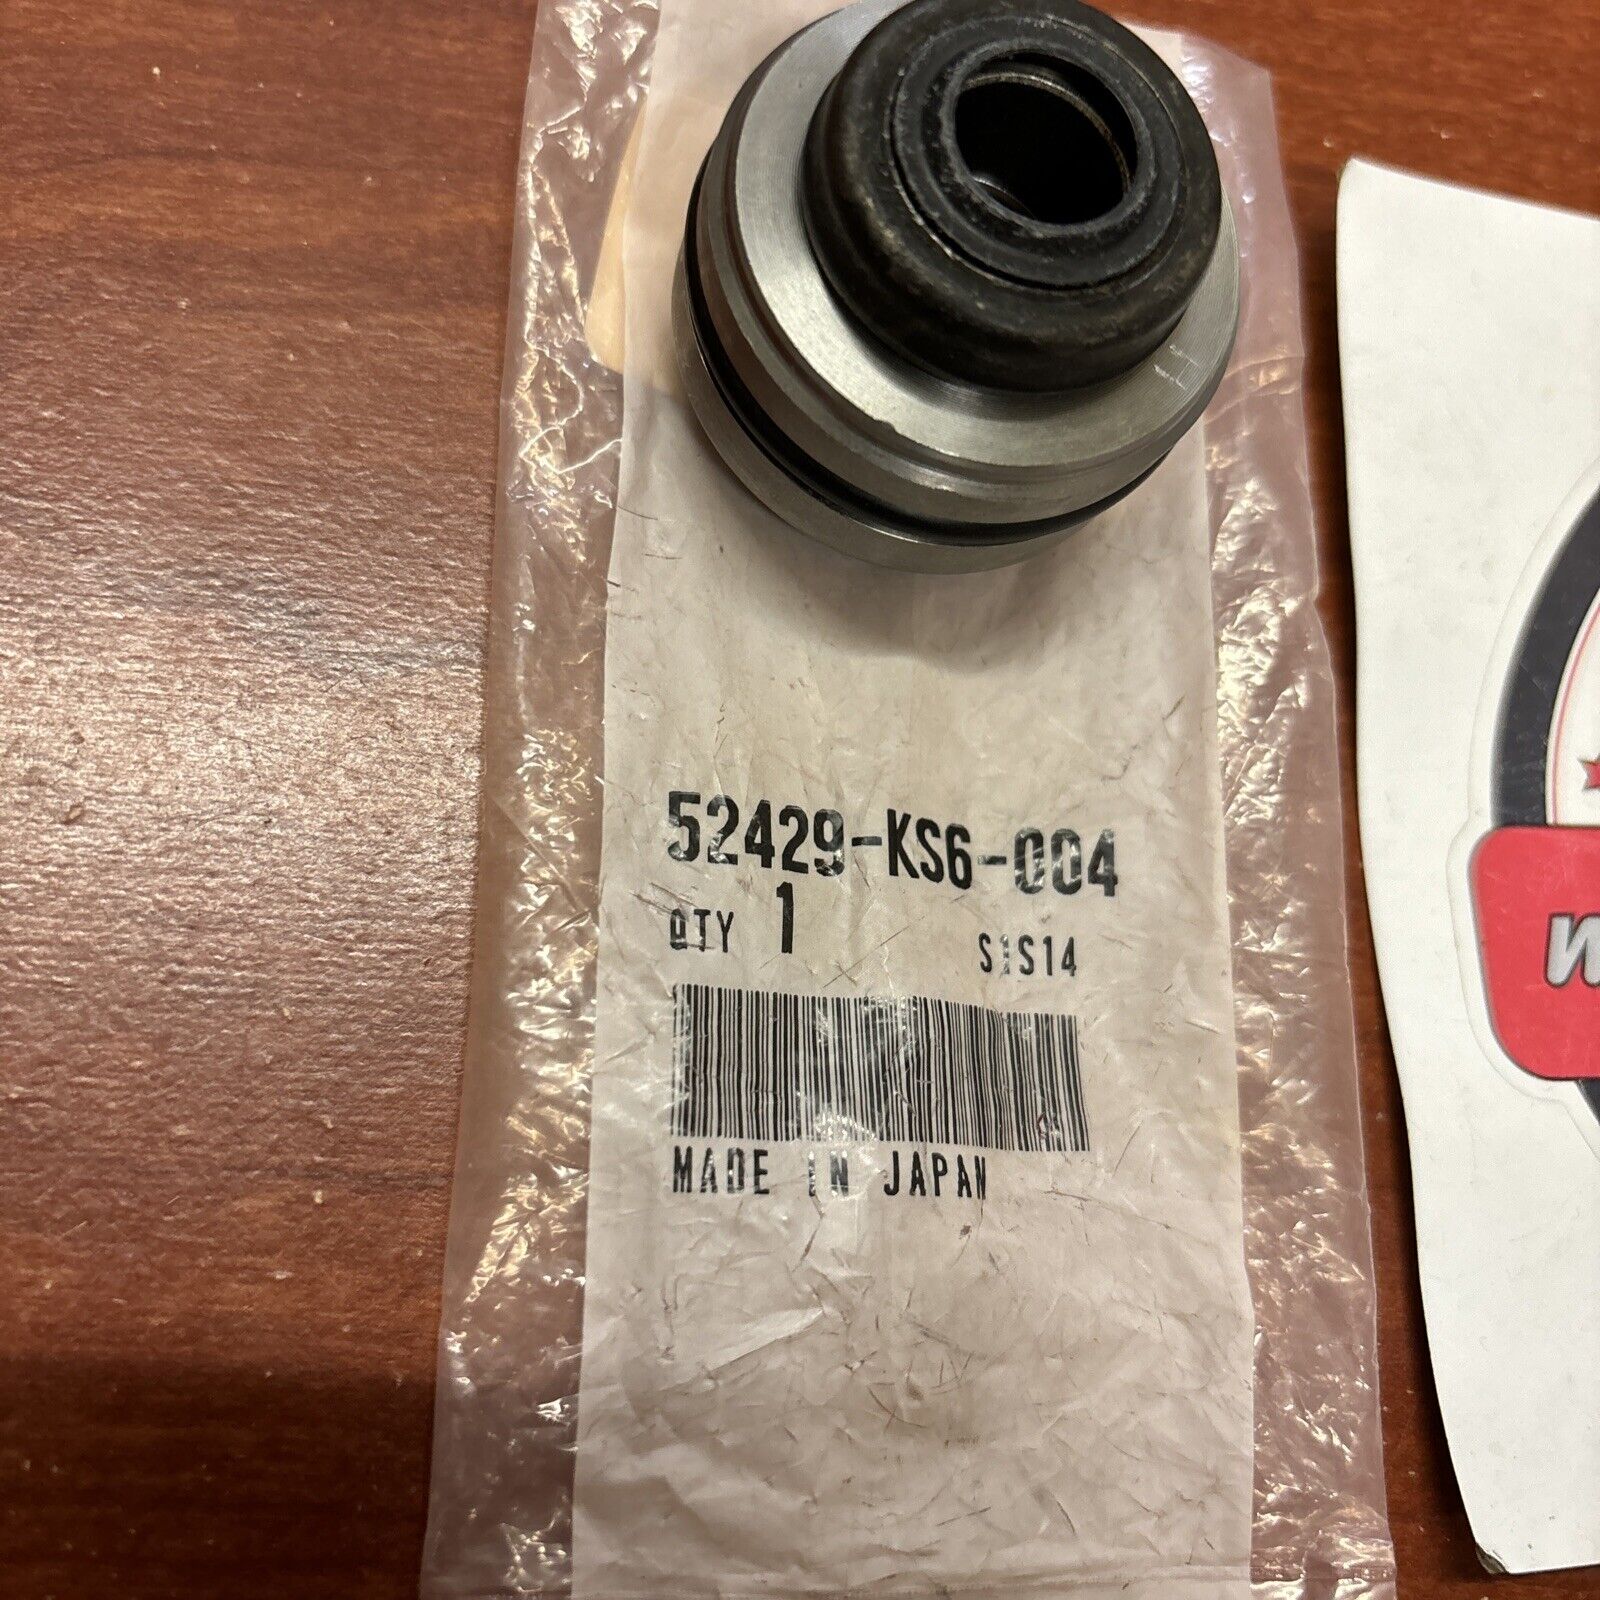 52429-KS6-004
QTY 1 S1S14
MADE IN JAPAN